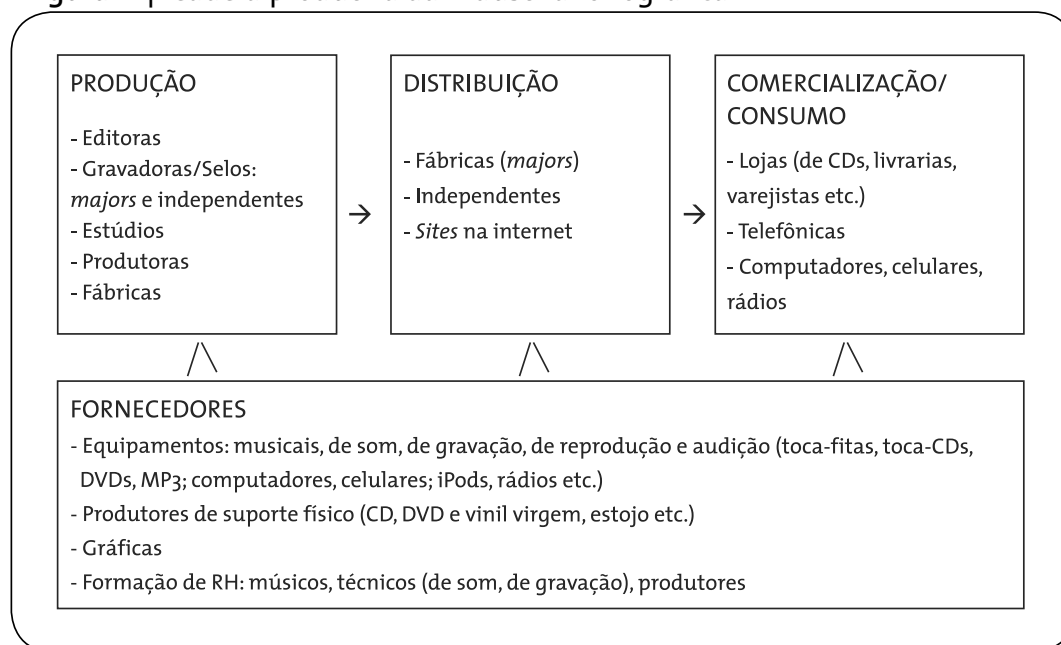 PRODUÇÃO
- Editoras
- Gravadoras/Selos:
majors e independentes
- Estúdios
- Produtoras
- Fábricas
→
DISTRIBUIÇÃO
- Fábricas (majors)
- Independentes
- Sites na internet
→
COMERCIALIZAÇÃO/
CONSUMO
- Lojas (de CDs, livrarias,
varejistas etc.)
- Telefônicas
- Computadores, celulares,
rádios
FORNECEDORES
- Equipamentos: musicais, de som, de gravação, de reprodução e audição (toca-fitas, toca-CDs,
DVDs, MP3; computadores, celulares; iPods, rádios etc.)
- Produtores de suporte físico (CD, DVD e vinil virgem, estojo etc.)
- Gráficas
- Formação de RH: músicos, técnicos (de som, de gravação), produtores